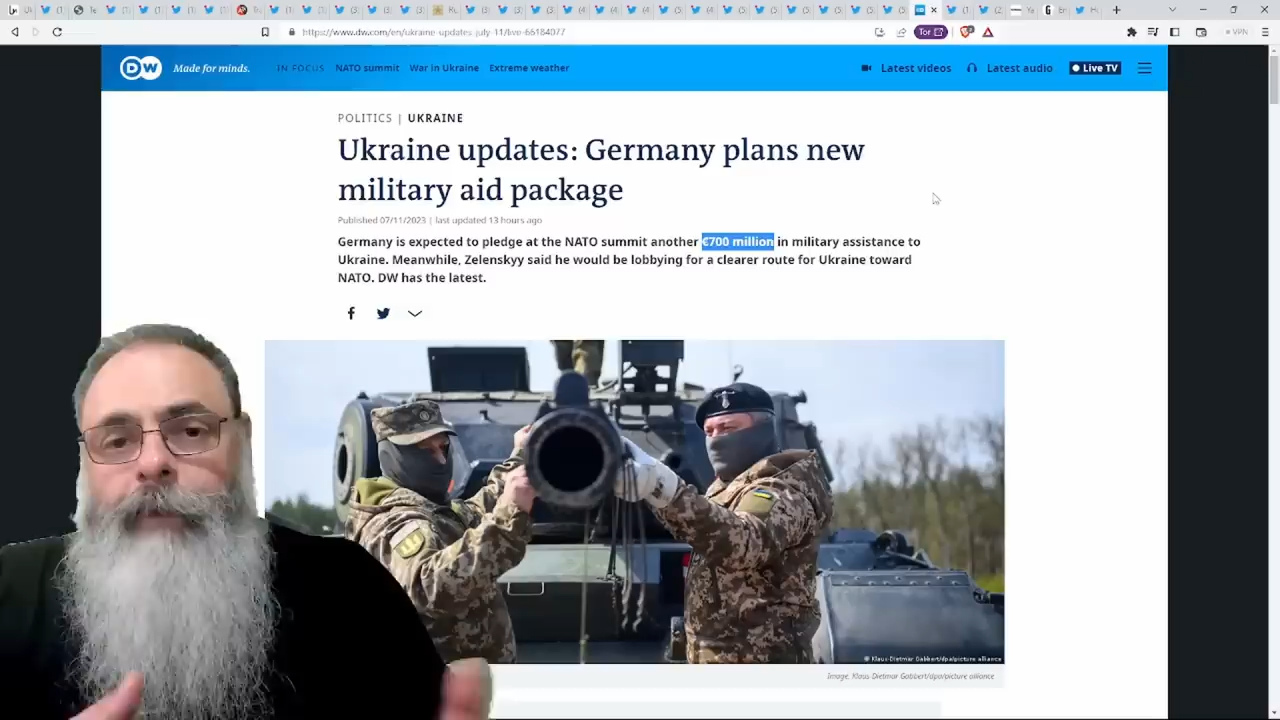 https://www.dw.com/en/ukraine-updates-july-11/live-66184077
Tor
VPN
DW Made for minds. IN FOCUS NATO summit War in Ukraine Extreme weather Latest videos Latest audio Live TV
POLITICS | UKRAINE
Ukraine updates: Germany plans new
military aid package
Published 07/11/2023 | last updated 13 hours ago
Germany is expected to pledge at the NATO summit another €700 million in military assistance to
Ukraine. Meanwhile, Zelenskyy said he would be lobbying for a clearer route for Ukraine toward
NATO. DW has the latest.
© Klaus-Dietmar Gabbert/dpa/picture alliance
Image: Klaus-Dietmar Gabbert/dpa/picture alliance